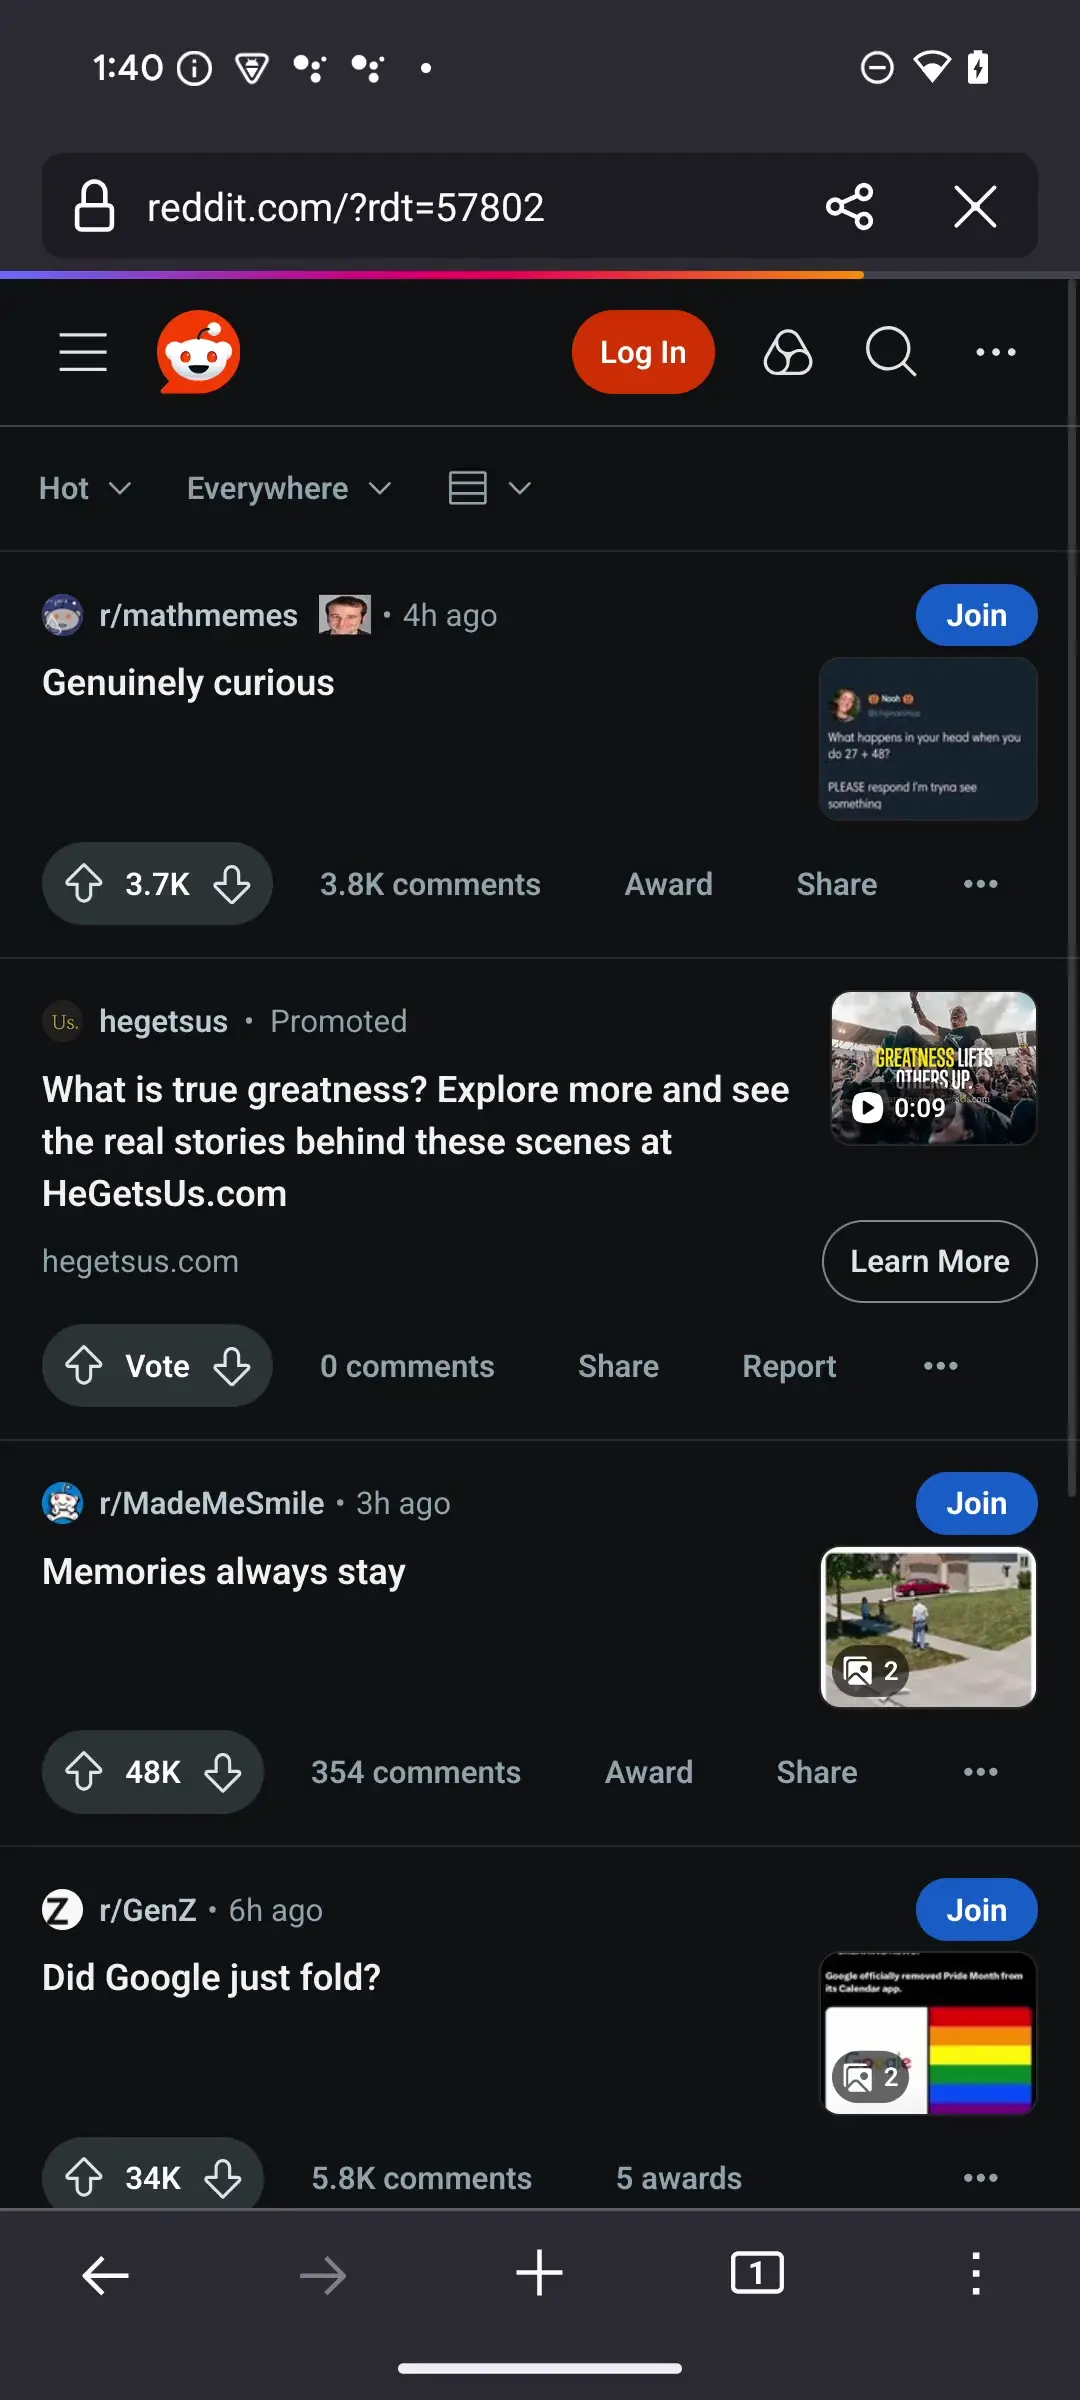 1:40
reddit.com/?rdt=57802
Log In
Hot
Everywhere
r/mathmemes • 4h ago
Join
Genuinely curious
Noah
What happens in your head when you
do 27 + 48?
PLEASE respond I'm tryna see
something
3.7K
3.8K comments
Award
Share
Us.
hegetsus • Promoted
What is true greatness? Explore more and see
the real stories behind these scenes at
HeGetsUs.com
GREATNESS LIFTS
OTHERS UP.
0:09
hegetsus.com
Learn More
Vote
0 comments
Share
Report
r/MadeMeSmile • 3h ago
Join
Memories always stay
2
48K
354 comments
Award
Share
Z
r/GenZ • 6h ago
Join
Did Google just fold?
Google officially removed Pride Month from
its Calendar app.
2
34K
5.8K comments
5 awards
1